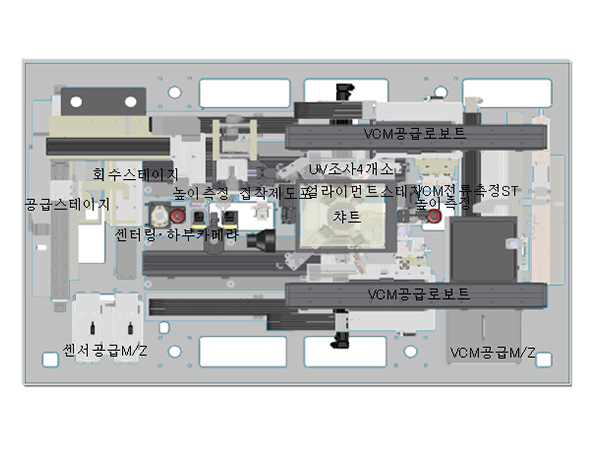 VCM공급로보트
UV조사4개소
회수스테이지
높이측정 접착제도포
얼라이먼트스테지
VCM전류측정ST
공급스테이지
높이측정
챠트
센터링·하부카메라
VCM공급로보트
센서공급M/Z
VCM공급M/Z